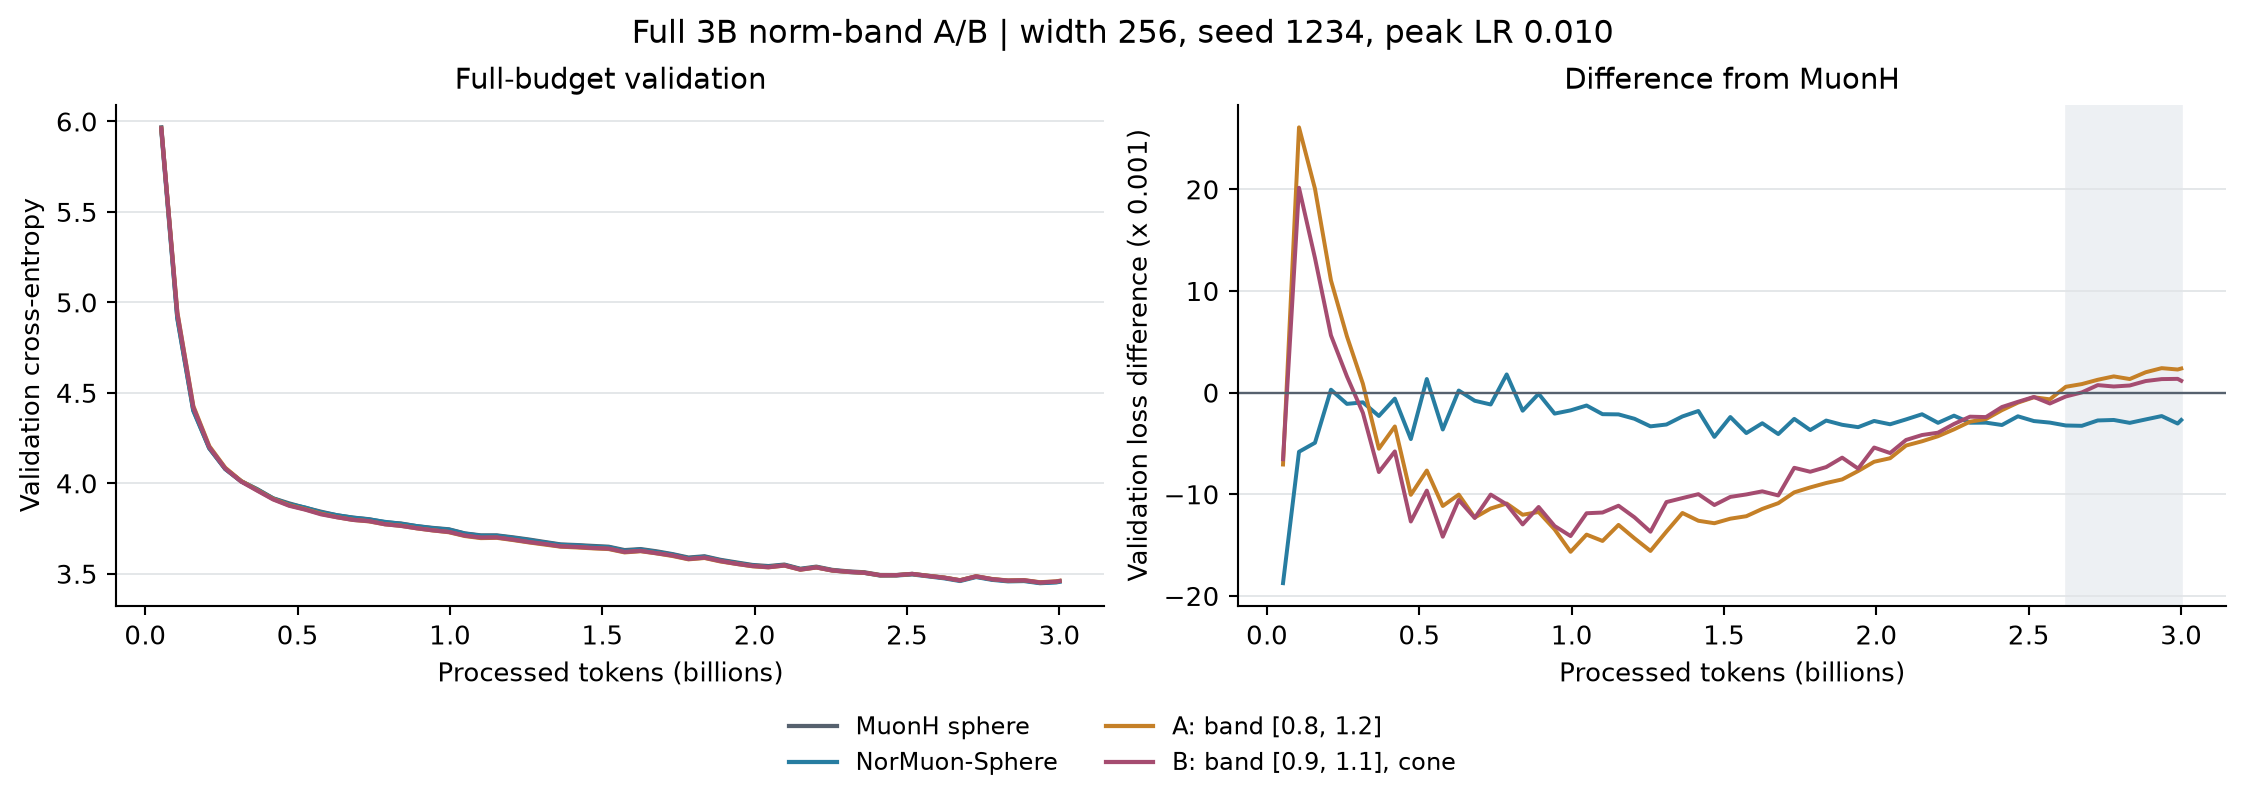 Full 3B norm-band A/B | width 256, seed 1234, peak LR 0.010
Full-budget validation
Validation cross-entropy
6.0
5.5
5.0
4.5
4.0
3.5
0.0 0.5 1.0 1.5 2.0 2.5 3.0
Processed tokens (billions)
Difference from MuonH
Validation loss difference (x 0.001)
20
10
0
−10
−20
0.0 0.5 1.0 1.5 2.0 2.5 3.0
Processed tokens (billions)
MuonH sphere
NorMuon-Sphere
A: band [0.8, 1.2]
B: band [0.9, 1.1], cone